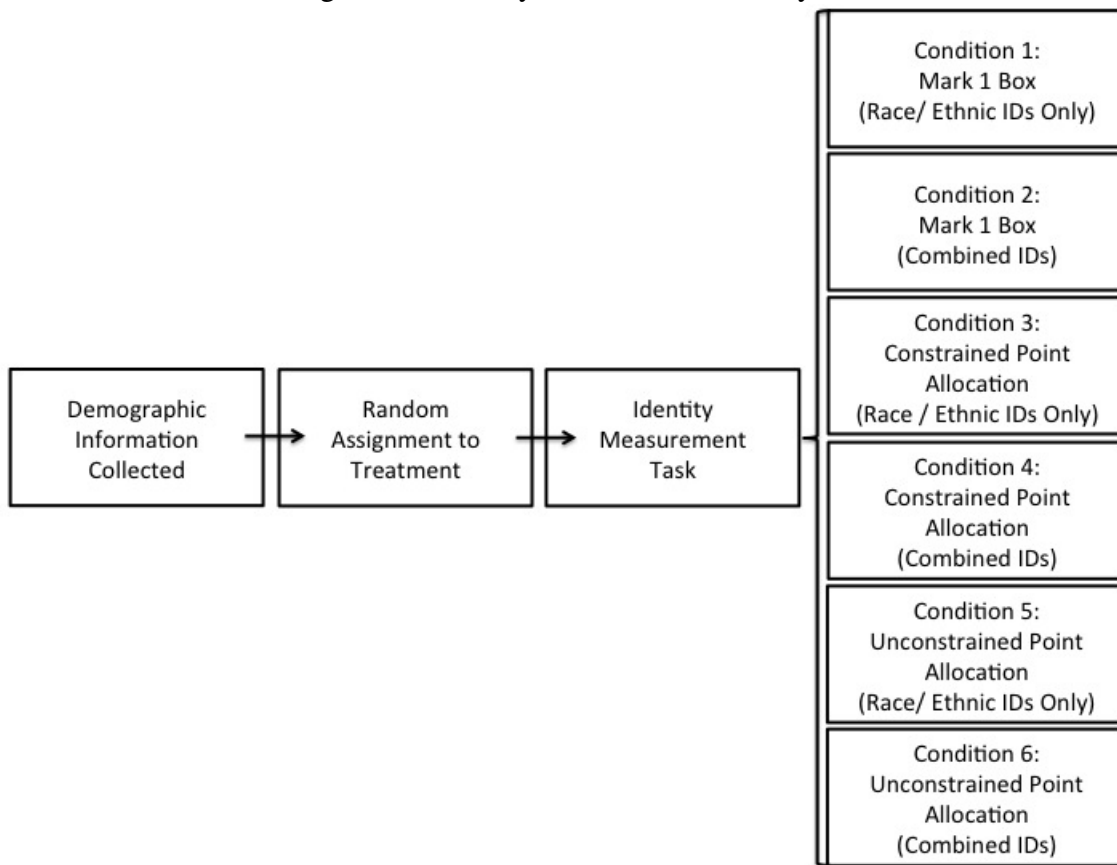 Demographic
Information
Collected
Random
Assignment to
Treatment
Identity
Measurement
Task
Condition 1:
Mark 1 Box
(Race/ Ethnic IDs Only)
Condition 2:
Mark 1 Box
(Combined IDs)
Condition 3:
Constrained Point
Allocation
(Race / Ethnic IDs Only)
Condition 4:
Constrained Point
Allocation
(Combined IDs)
Condition 5:
Unconstrained Point
Allocation
(Race/ Ethnic IDs Only)
Condition 6:
Unconstrained Point
Allocation
(Combined IDs)